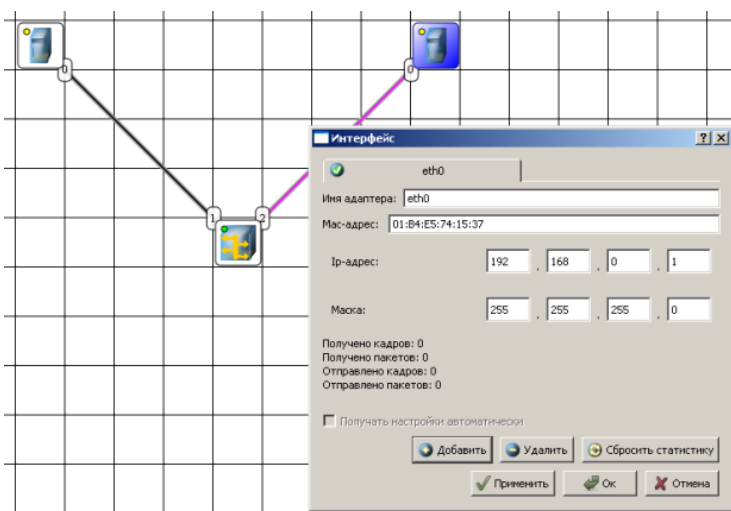 0
0
1
2
Интерфейс
eth0
Имя адаптера: eth0
Mac-адрес: 01:B4:E5:74:15:37
Ip-адрес: 192 . 168 . 0 . 1
Маска: 255 . 255 . 255 . 0
Получено кадров: 0
Получено пакетов: 0
Отправлено кадров: 0
Отправлено пакетов: 0
Получать настройки автоматически
Добавить Удалить Сбросить статистику
Применить Ок Отмена